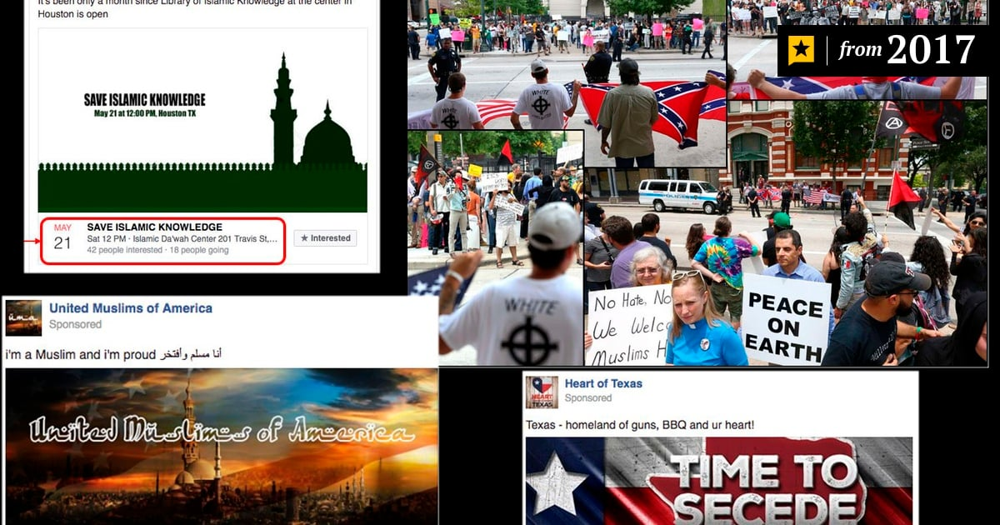 It's been only a month since Library of Islamic Knowledge at the center in
Houston is open
SAVE ISLAMIC KNOWLEDGE
May 21 at 12:00 PM, Houston TX
MAY
21
SAVE ISLAMIC KNOWLEDGE
Sat 12 PM · Islamic Da'wah Center 201 Travis St,...
42 people interested · 18 people going
★ Interested
from 2017
WHITE
WHITE
WHITE
No Hate, No
We Welc
Muslims H
PEACE
ON
EARTH
United Muslims of America
Sponsored
i'm a Muslim and i'm proud أنا مسلم وأفتخر
United Muslims of America
Heart of Texas
Sponsored
HEART
TEXAS
Texas - homeland of guns, BBQ and ur heart!
TIME TO
SECEDE